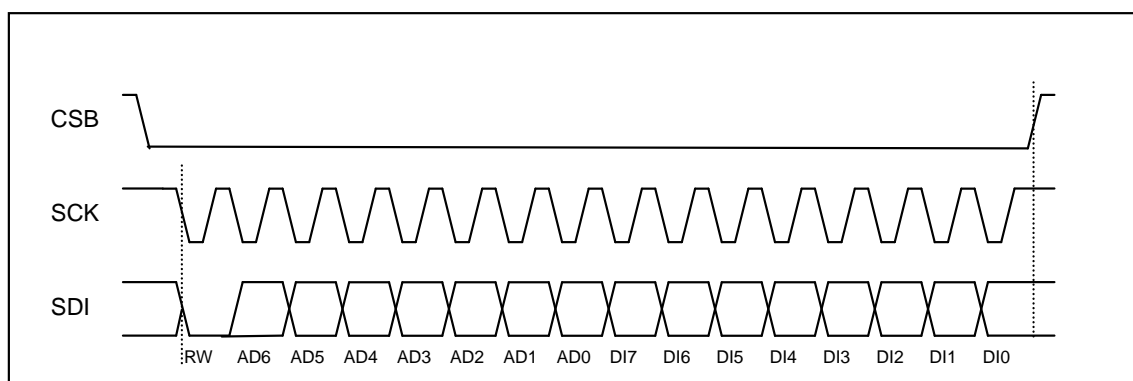 CSB
SCK
SDI
RW AD6 AD5 AD4 AD3 AD2 AD1 AD0 DI7 DI6 DI5 DI4 DI3 DI2 DI1 DI0